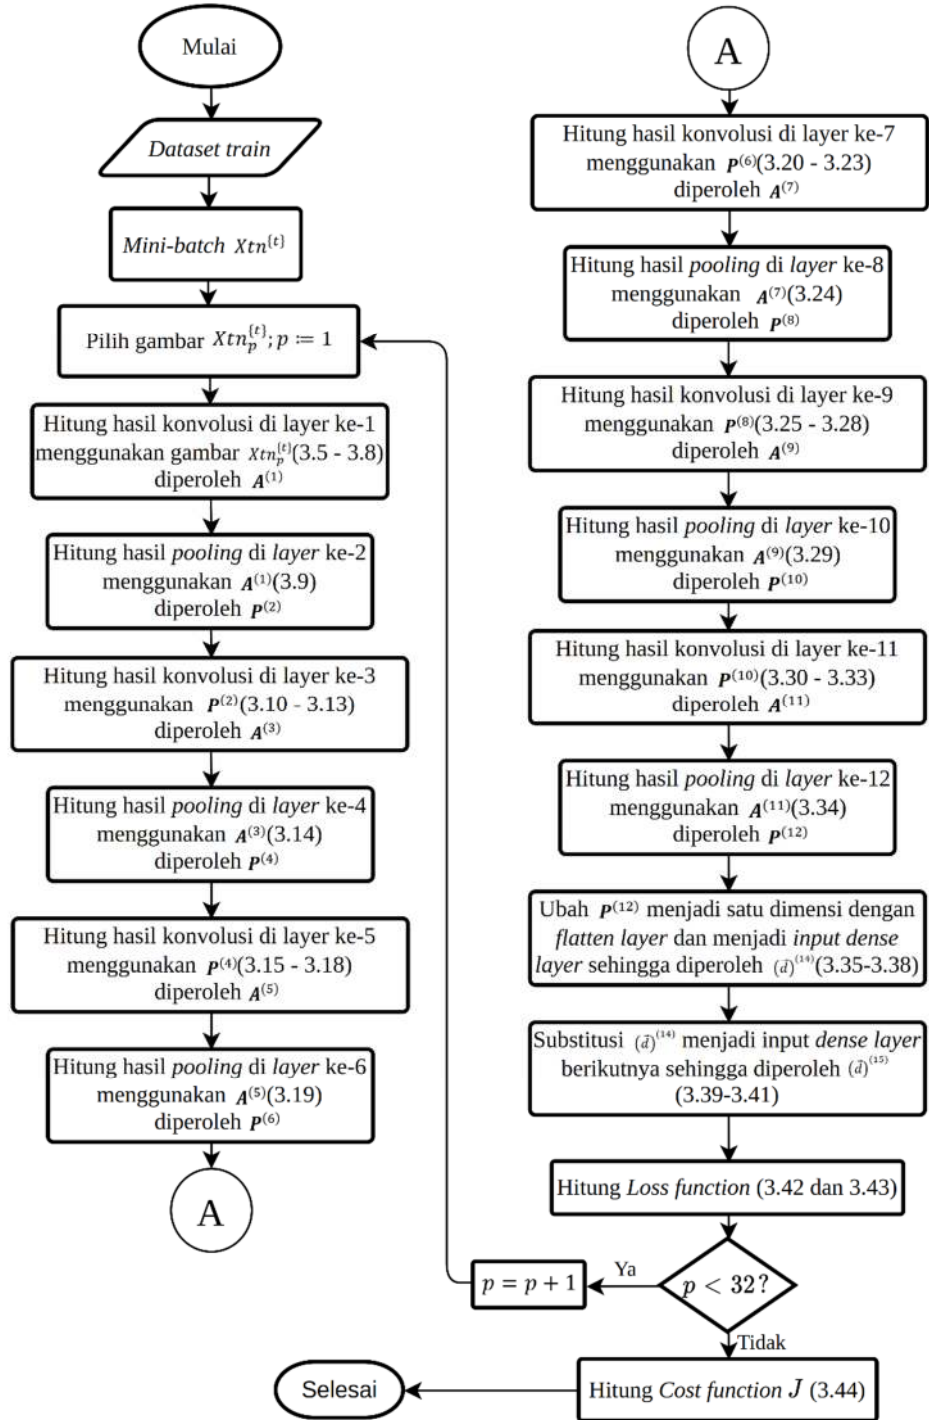 Mulai
Dataset train
Mini-batch Xtn^{t}
Pilih gambar Xtn_p^{t}; p := 1
Hitung hasil konvolusi di layer ke-1
menggunakan gambar Xtn_p^{t}(3.5 - 3.8)
diperoleh A^(1)
Hitung hasil pooling di layer ke-2
menggunakan A^(1)(3.9)
diperoleh P^(2)
Hitung hasil konvolusi di layer ke-3
menggunakan P^(2)(3.10 - 3.13)
diperoleh A^(3)
Hitung hasil pooling di layer ke-4
menggunakan A^(3)(3.14)
diperoleh P^(4)
Hitung hasil konvolusi di layer ke-5
menggunakan P^(4)(3.15 - 3.18)
diperoleh A^(5)
Hitung hasil pooling di layer ke-6
menggunakan A^(5)(3.19)
diperoleh P^(6)
A
A
Hitung hasil konvolusi di layer ke-7
menggunakan P^(6)(3.20 - 3.23)
diperoleh A^(7)
Hitung hasil pooling di layer ke-8
menggunakan A^(7)(3.24)
diperoleh P^(8)
Hitung hasil konvolusi di layer ke-9
menggunakan P^(8)(3.25 - 3.28)
diperoleh A^(9)
Hitung hasil pooling di layer ke-10
menggunakan A^(9)(3.29)
diperoleh P^(10)
Hitung hasil konvolusi di layer ke-11
menggunakan P^(10)(3.30 - 3.33)
diperoleh A^(11)
Hitung hasil pooling di layer ke-12
menggunakan A^(11)(3.34)
diperoleh P^(12)
Ubah P^(12) menjadi satu dimensi dengan
flatten layer dan menjadi input dense
layer sehingga diperoleh (d⃗)^(14)(3.35-3.38)
Substitusi (d⃗)^(14) menjadi input dense layer
berikutnya sehingga diperoleh (d⃗)^(15)
(3.39-3.41)
Hitung Loss function (3.42 dan 3.43)
p < 32?
Ya
p = p + 1
Tidak
Hitung Cost function J (3.44)
Selesai